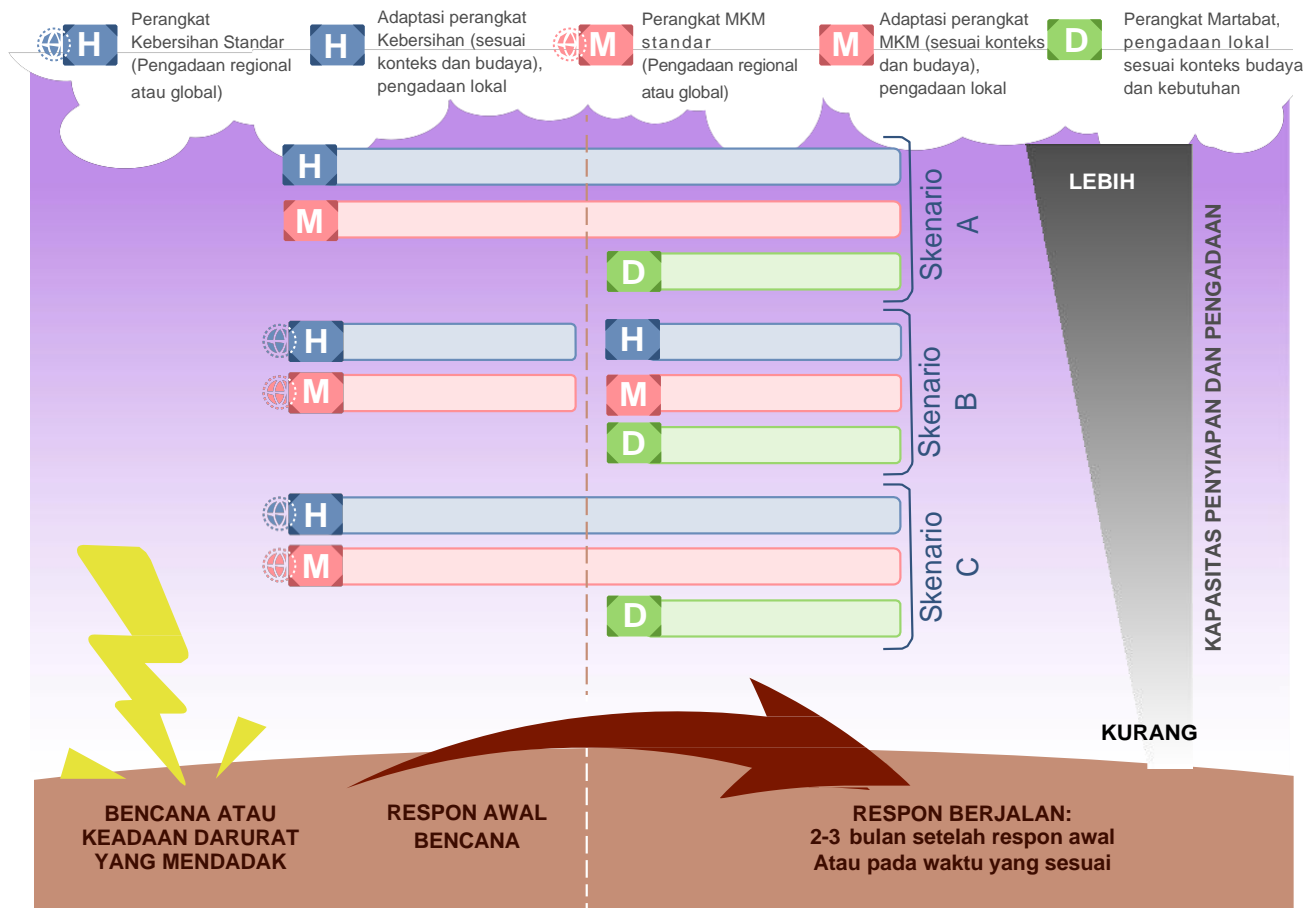 H
Perangkat
Kebersihan Standar
(Pengadaan regional
atau global)
H
Adaptasi perangkat
Kebersihan (sesuai
konteks dan budaya),
pengadaan lokal
M
Perangkat MKM
standar
(Pengadaan regional
atau global)
M
Adaptasi perangkat
MKM (sesuai konteks
dan budaya),
pengadaan lokal
D
Perangkat Martabat,
pengadaan lokal
sesuai konteks budaya
dan kebutuhan
H
M
D
Skenario
A
H
H
M
M
D
Skenario
B
H
M
D
Skenario
C
LEBIH
KURANG
KAPASITAS PENYIAPAN DAN PENGADAAN
BENCANA ATAU
KEADAAN DARURAT
YANG MENDADAK
RESPON AWAL
BENCANA
RESPON BERJALAN:
2-3 bulan setelah respon awal
Atau pada waktu yang sesuai